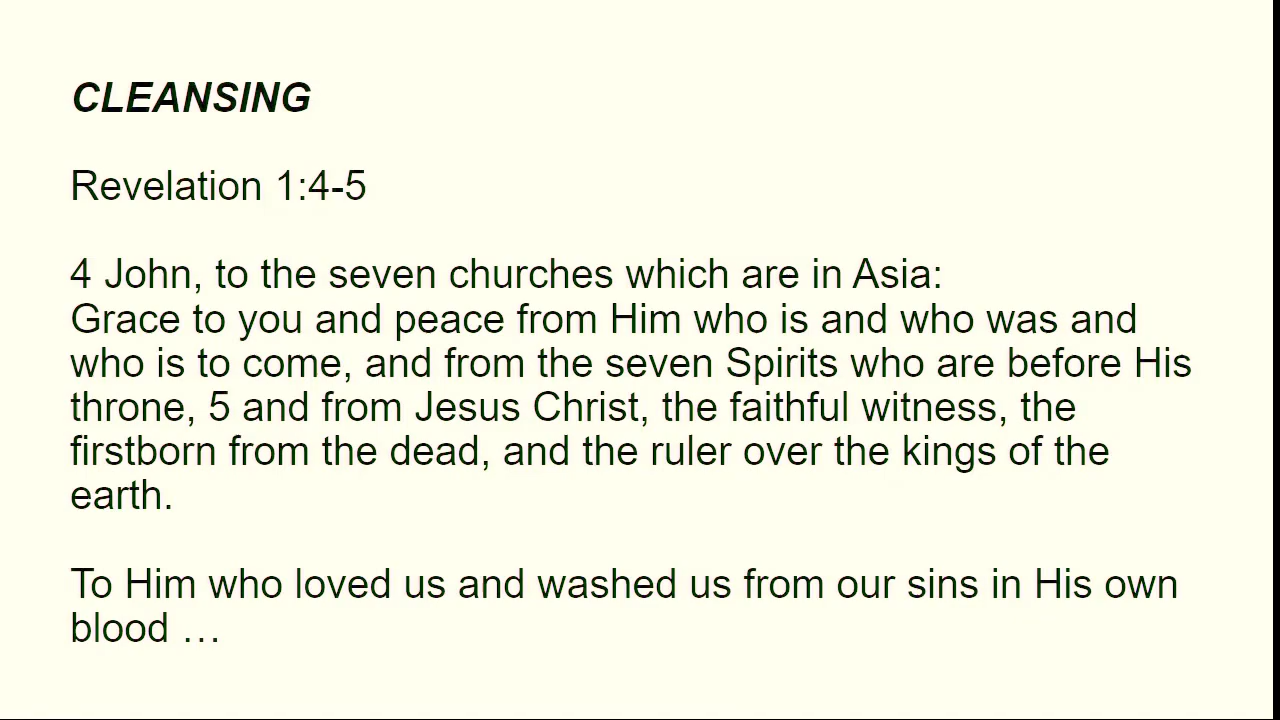 CLEANSING
Revelation 1:4-5
4 John, to the seven churches which are in Asia:
Grace to you and peace from Him who is and who was and
who is to come, and from the seven Spirits who are before His
throne, 5 and from Jesus Christ, the faithful witness, the
firstborn from the dead, and the ruler over the kings of the
earth.
To Him who loved us and washed us from our sins in His own
blood …